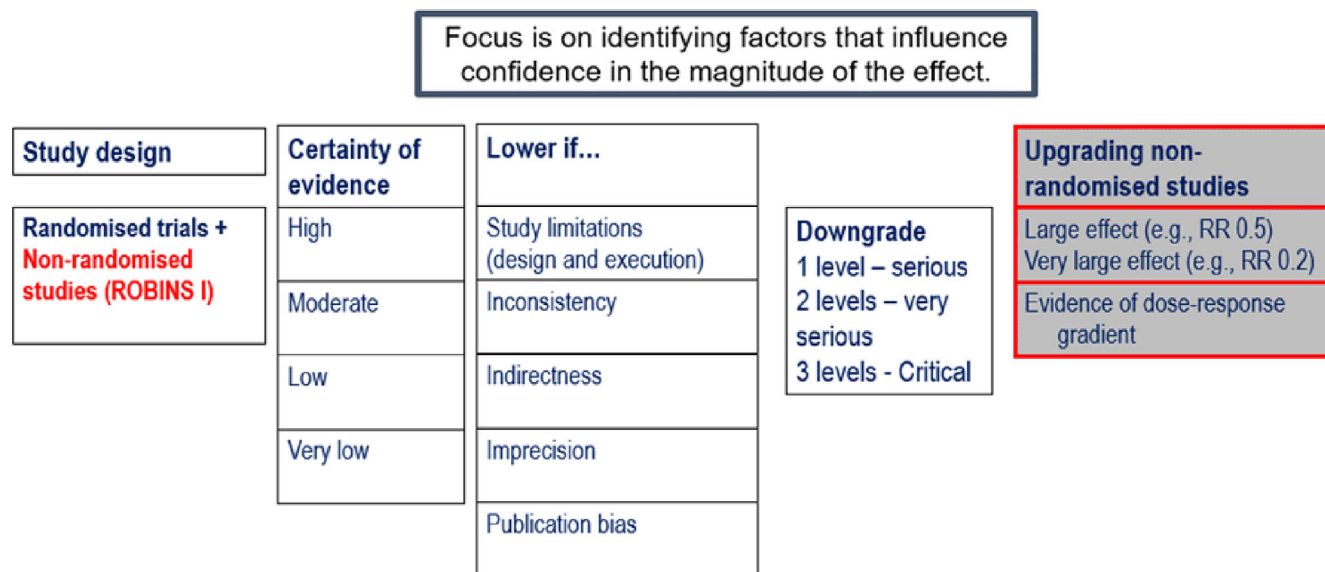 Focus is on identifying factors that influence
confidence in the magnitude of the effect.
Study design
Randomised trials +
Non-randomised
studies (ROBINS I)
Certainty of
evidence
High
Moderate
Low
Very low
Lower if...
Study limitations
(design and execution)
Inconsistency
Indirectness
Imprecision
Publication bias
Downgrade
1 level – serious
2 levels – very
serious
3 levels - Critical
Upgrading non-
randomised studies
Large effect (e.g., RR 0.5)
Very large effect (e.g., RR 0.2)
Evidence of dose-response
gradient